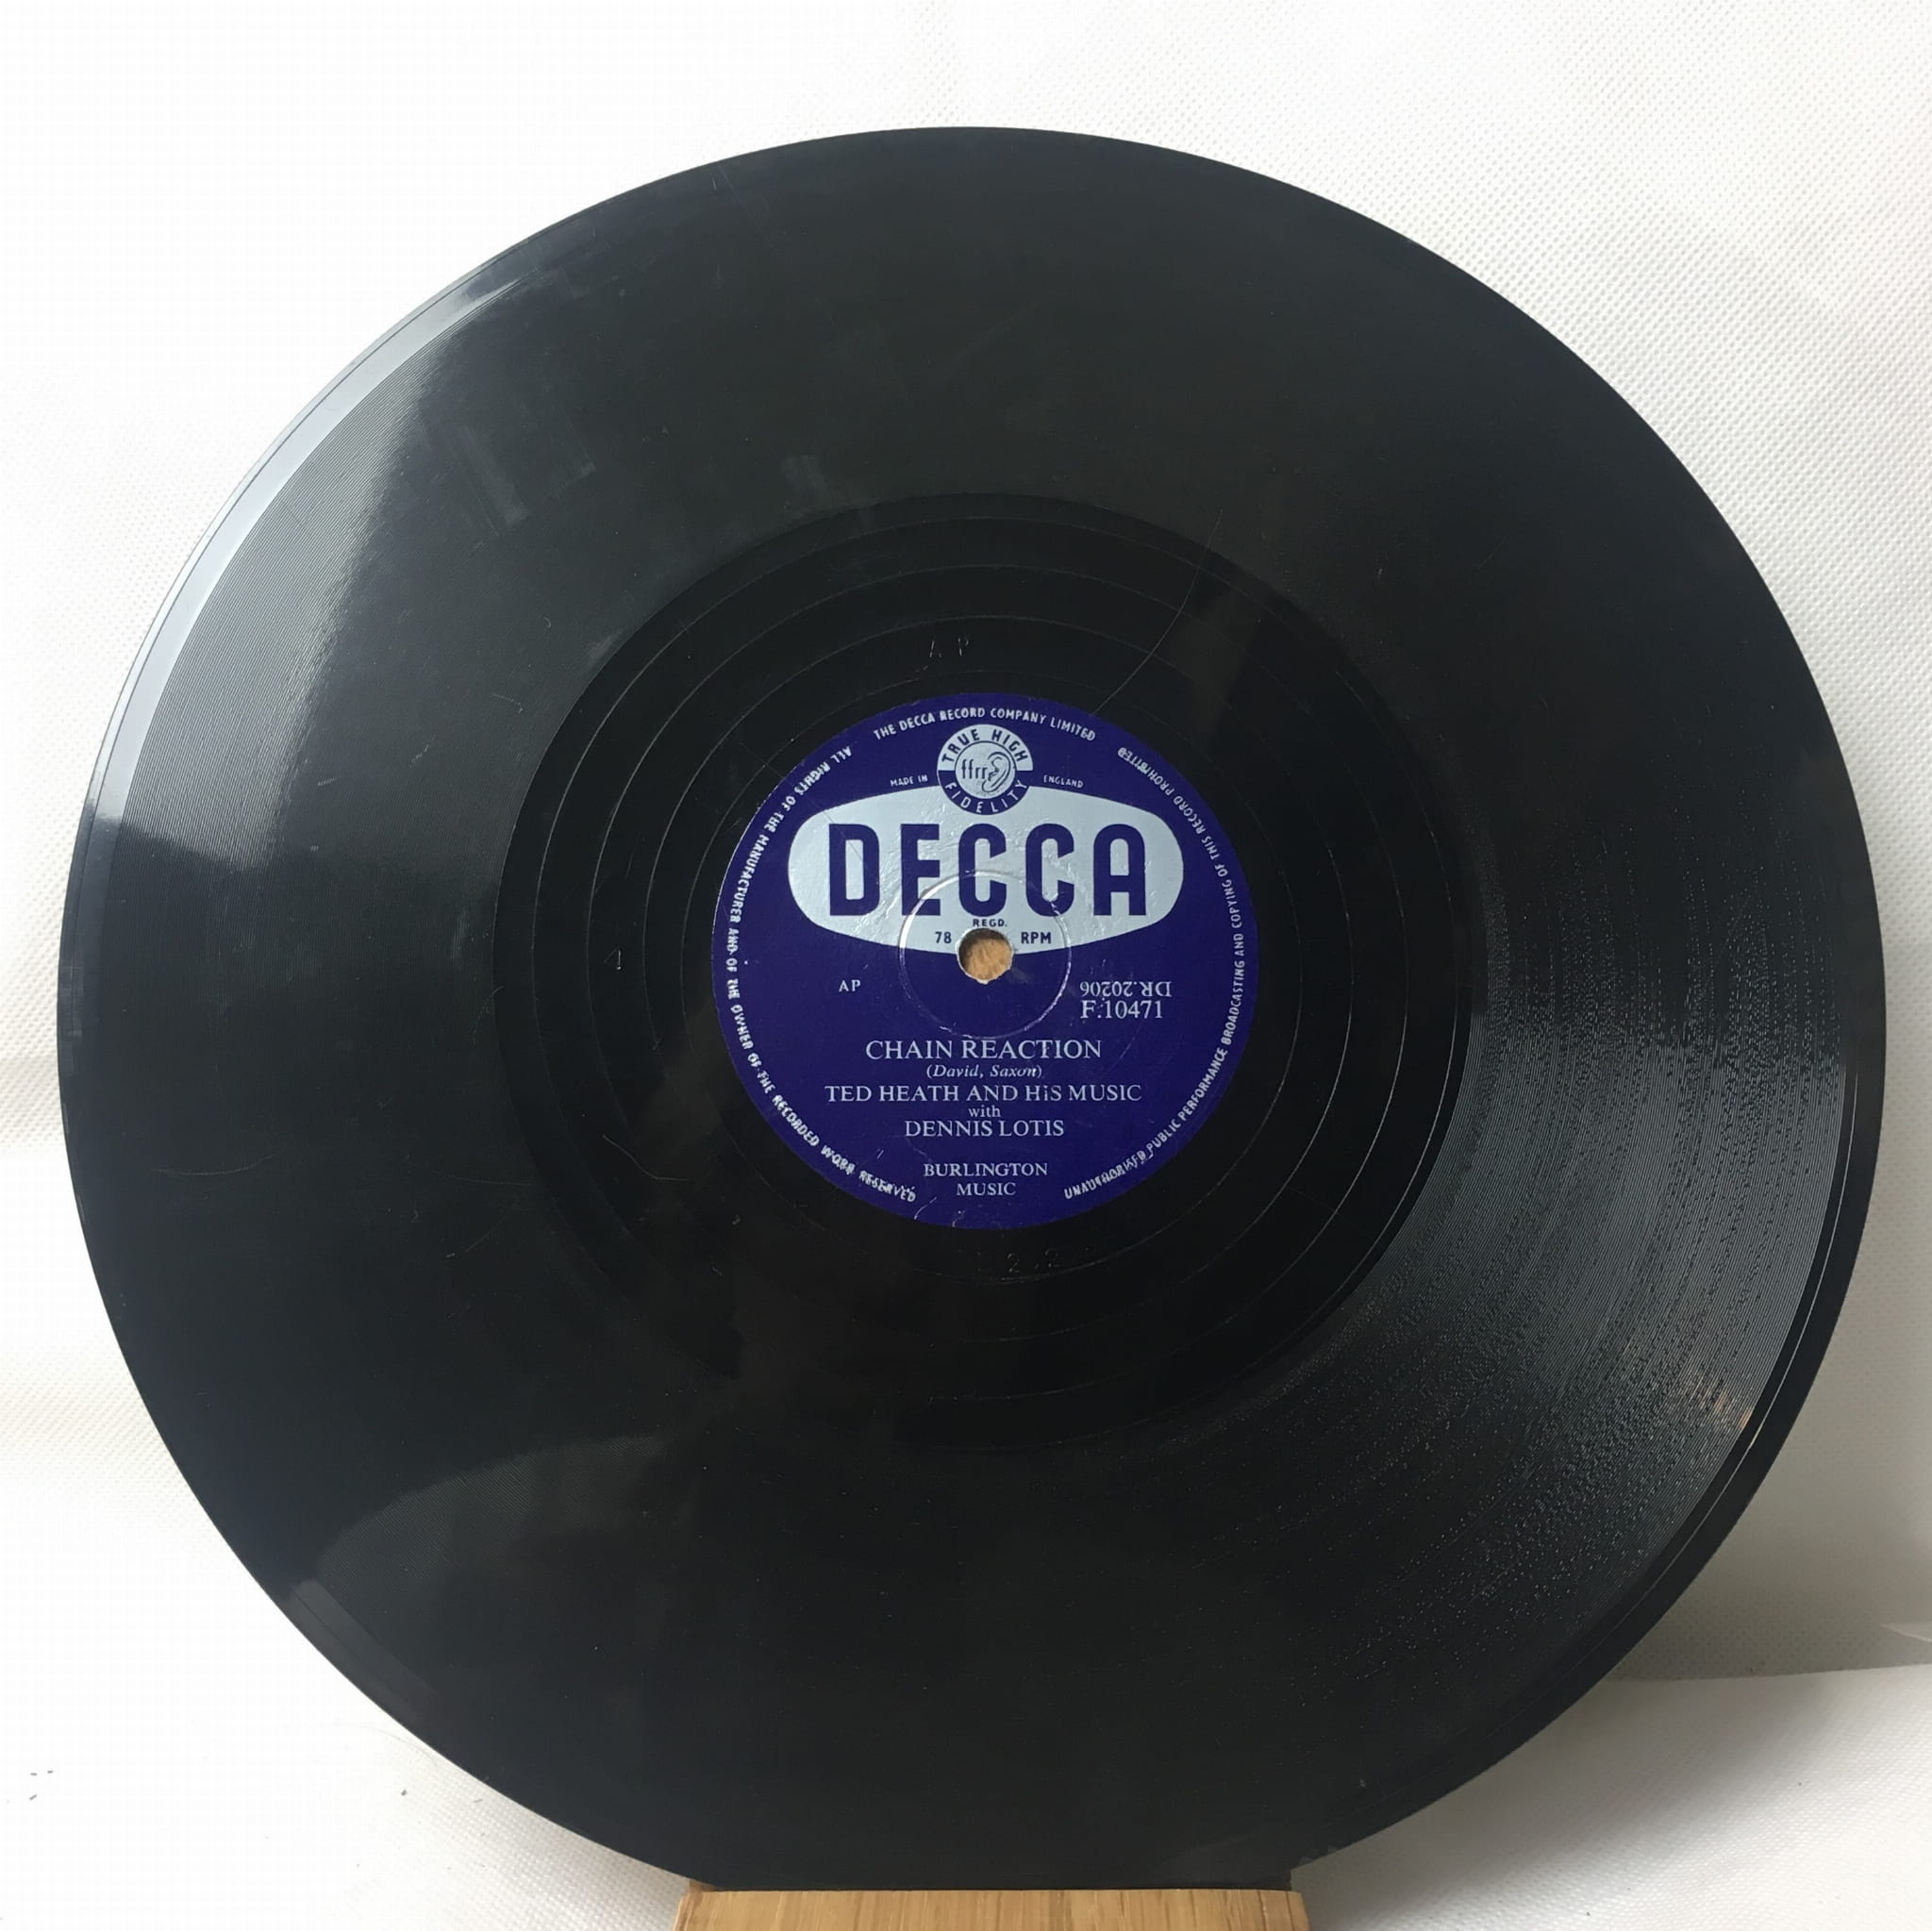 THE DECCA RECORD COMPANY LIMITED
ALL RIGHTS OF THE MANUFACTURER AND OF THE OWNER OF THE RECORDED WORK RESERVED
UNAUTHORISED PUBLIC PERFORMANCE BROADCASTING AND COPYING OF THIS RECORD PROHIBITED
TRUE HIGH
ffrr
FIDELITY
MADE IN ENGLAND
DECCA
REGD.
78 RPM
AP
DR.20206
F.10471
CHAIN REACTION
(David, Saxon)
TED HEATH AND HiS MUSIC
with
DENNIS LOTIS
BURLINGTON
MUSIC
A P
4